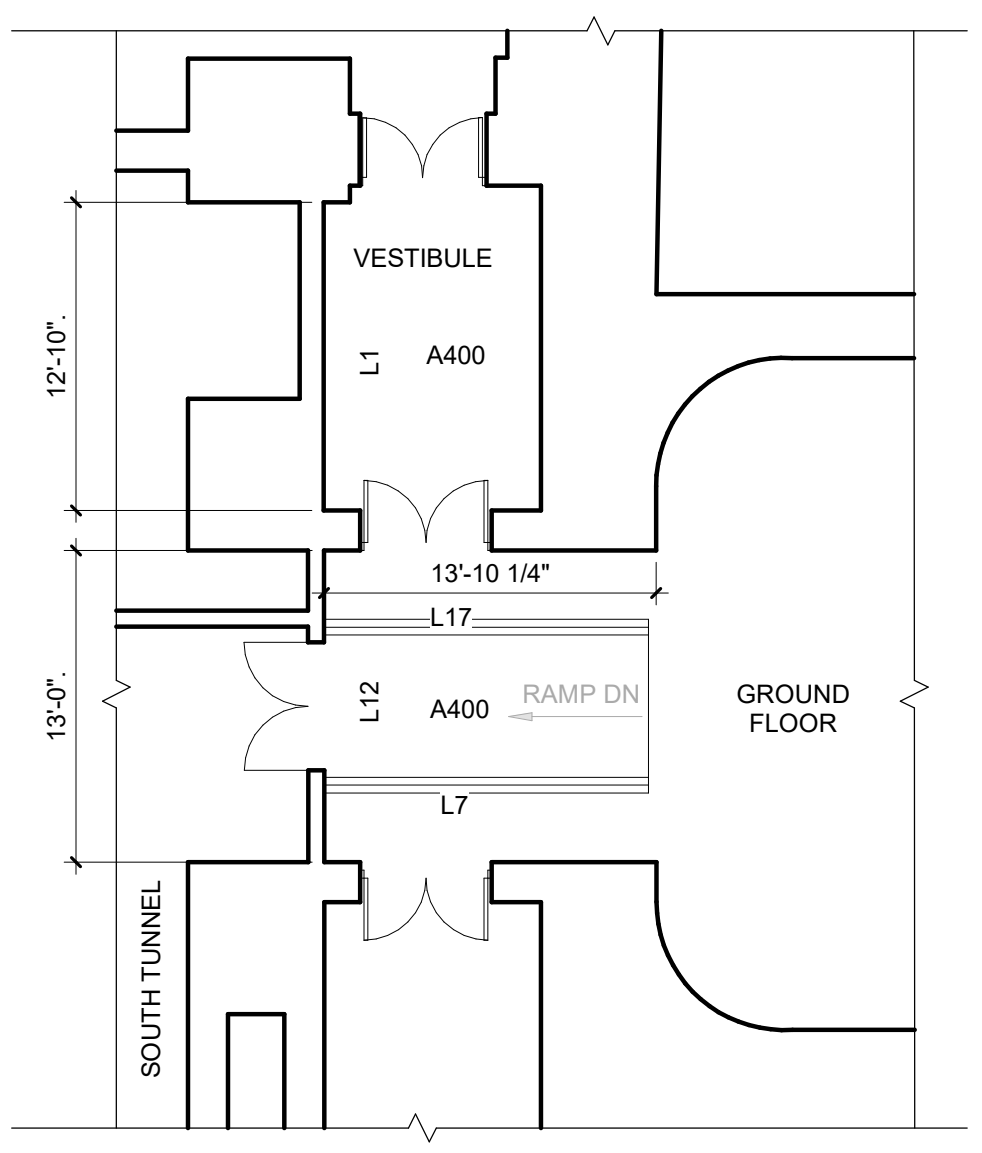 VESTIBULE
12'-10".
L1
A400
13'-10 1/4"
L17
13'-0".
L12
A400
RAMP DN
GROUND
FLOOR
L7
SOUTH TUNNEL